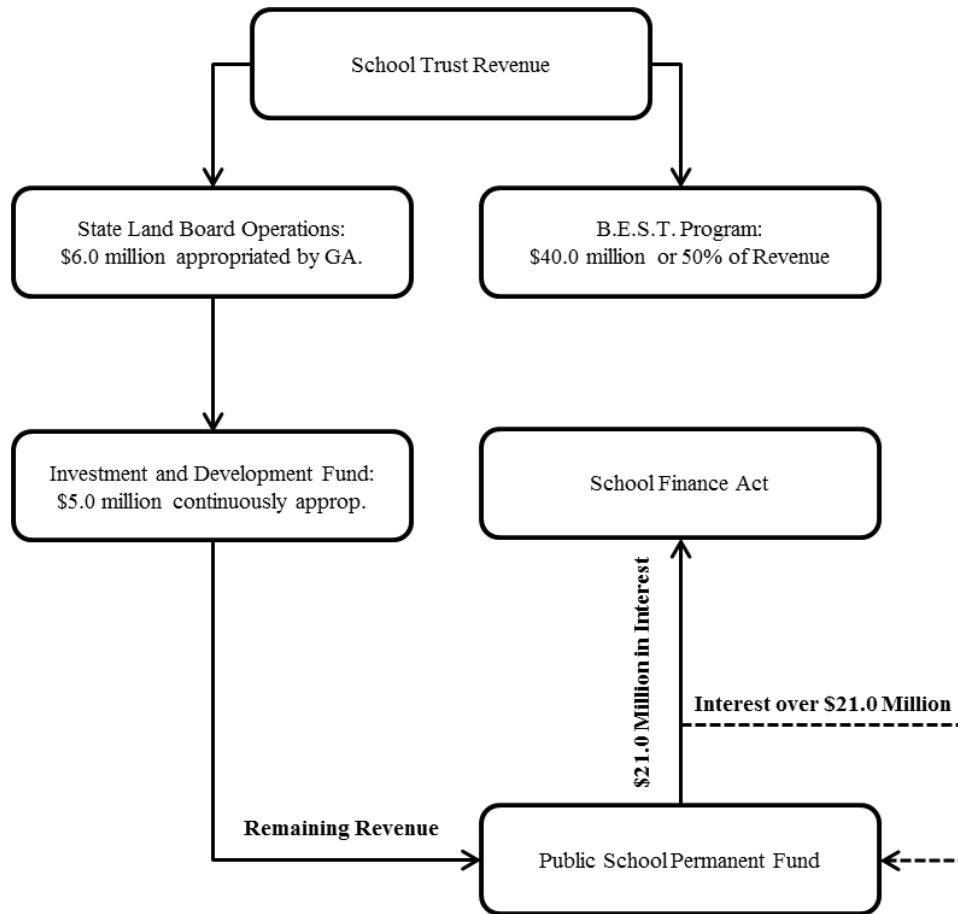 School Trust Revenue
State Land Board Operations:
$6.0 million appropriated by GA.
B.E.S.T. Program:
$40.0 million or 50% of Revenue
Investment and Development Fund:
$5.0 million continuously approp.
School Finance Act
$21.0 Million in Interest
Interest over $21.0 Million
Remaining Revenue
Public School Permanent Fund